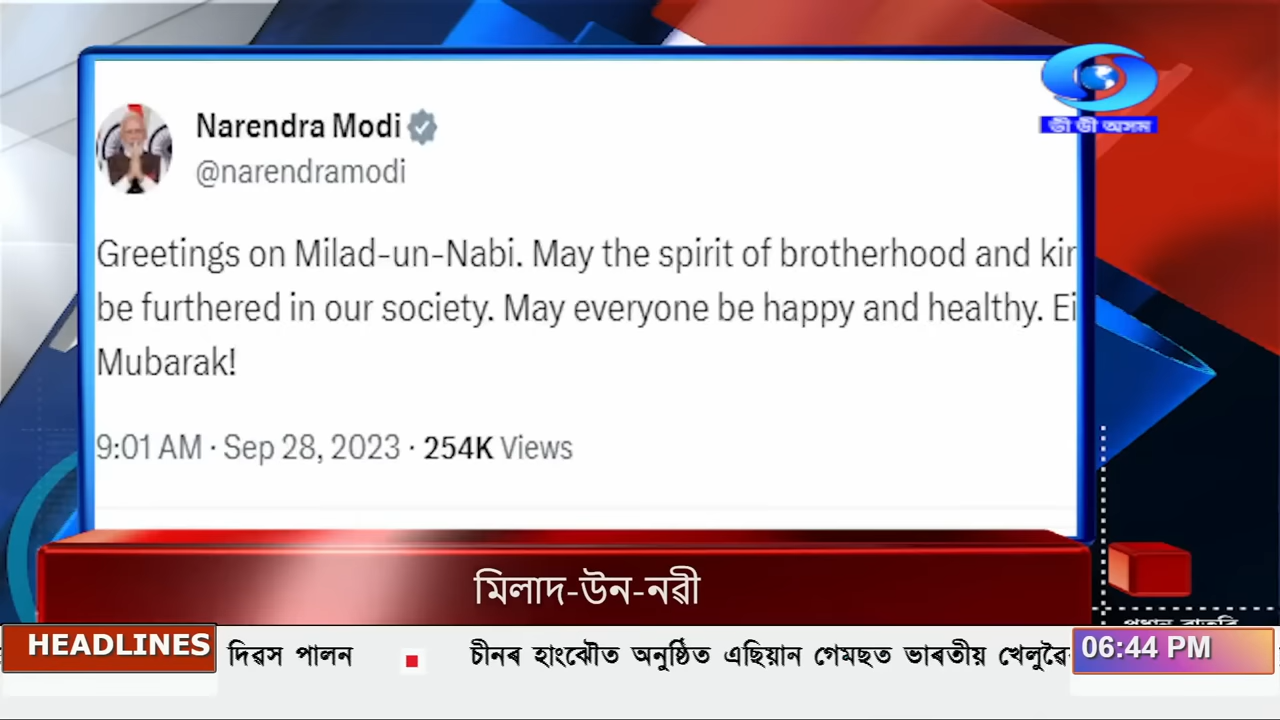 Narendra Modi
@narendramodi
ডী ডী অসম
Greetings on Milad-un-Nabi. May the spirit of brotherhood and
be furthered in our society. May everyone be happy and healthy.
Mubarak!
9:01 AM · Sep 28, 2023 · 254K Views
মিলাদ-উন-নৱী
HEADLINES
দিৱস পালন
চীনৰ হাংঝৌত অনুষ্ঠিত এছিয়ান গেমছত ভাৰতীয়
06:44 PM